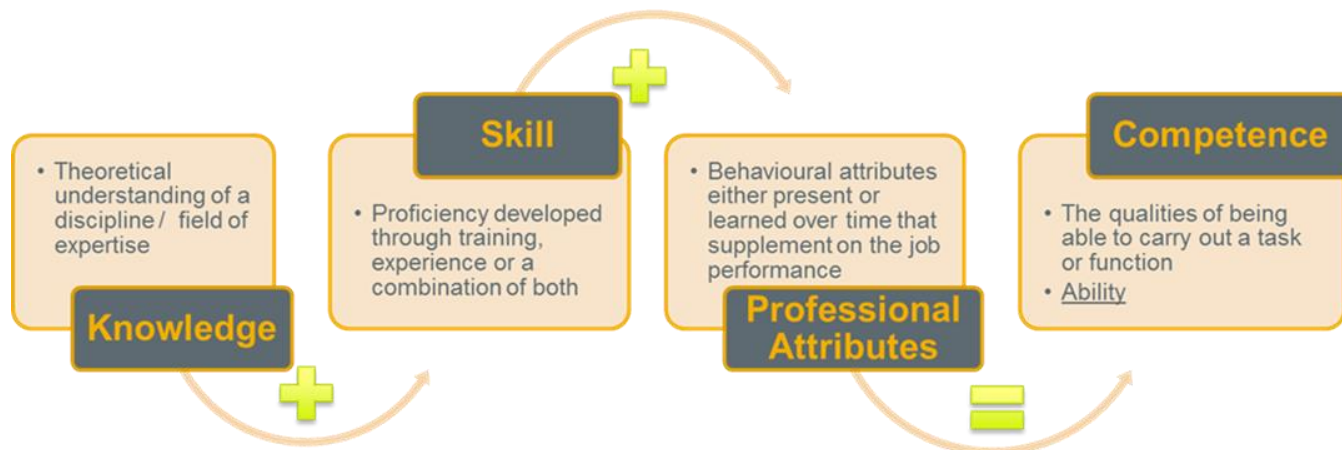 • Theoretical
understanding of a
discipline / field of
expertise
Knowledge
Skill
• Proficiency developed
through training,
experience or a
combination of both
• Behavioural attributes
either present or
learned over time that
supplement on the job
performance
Professional
Attributes
Competence
• The qualities of being
able to carry out a task
or function
• Ability